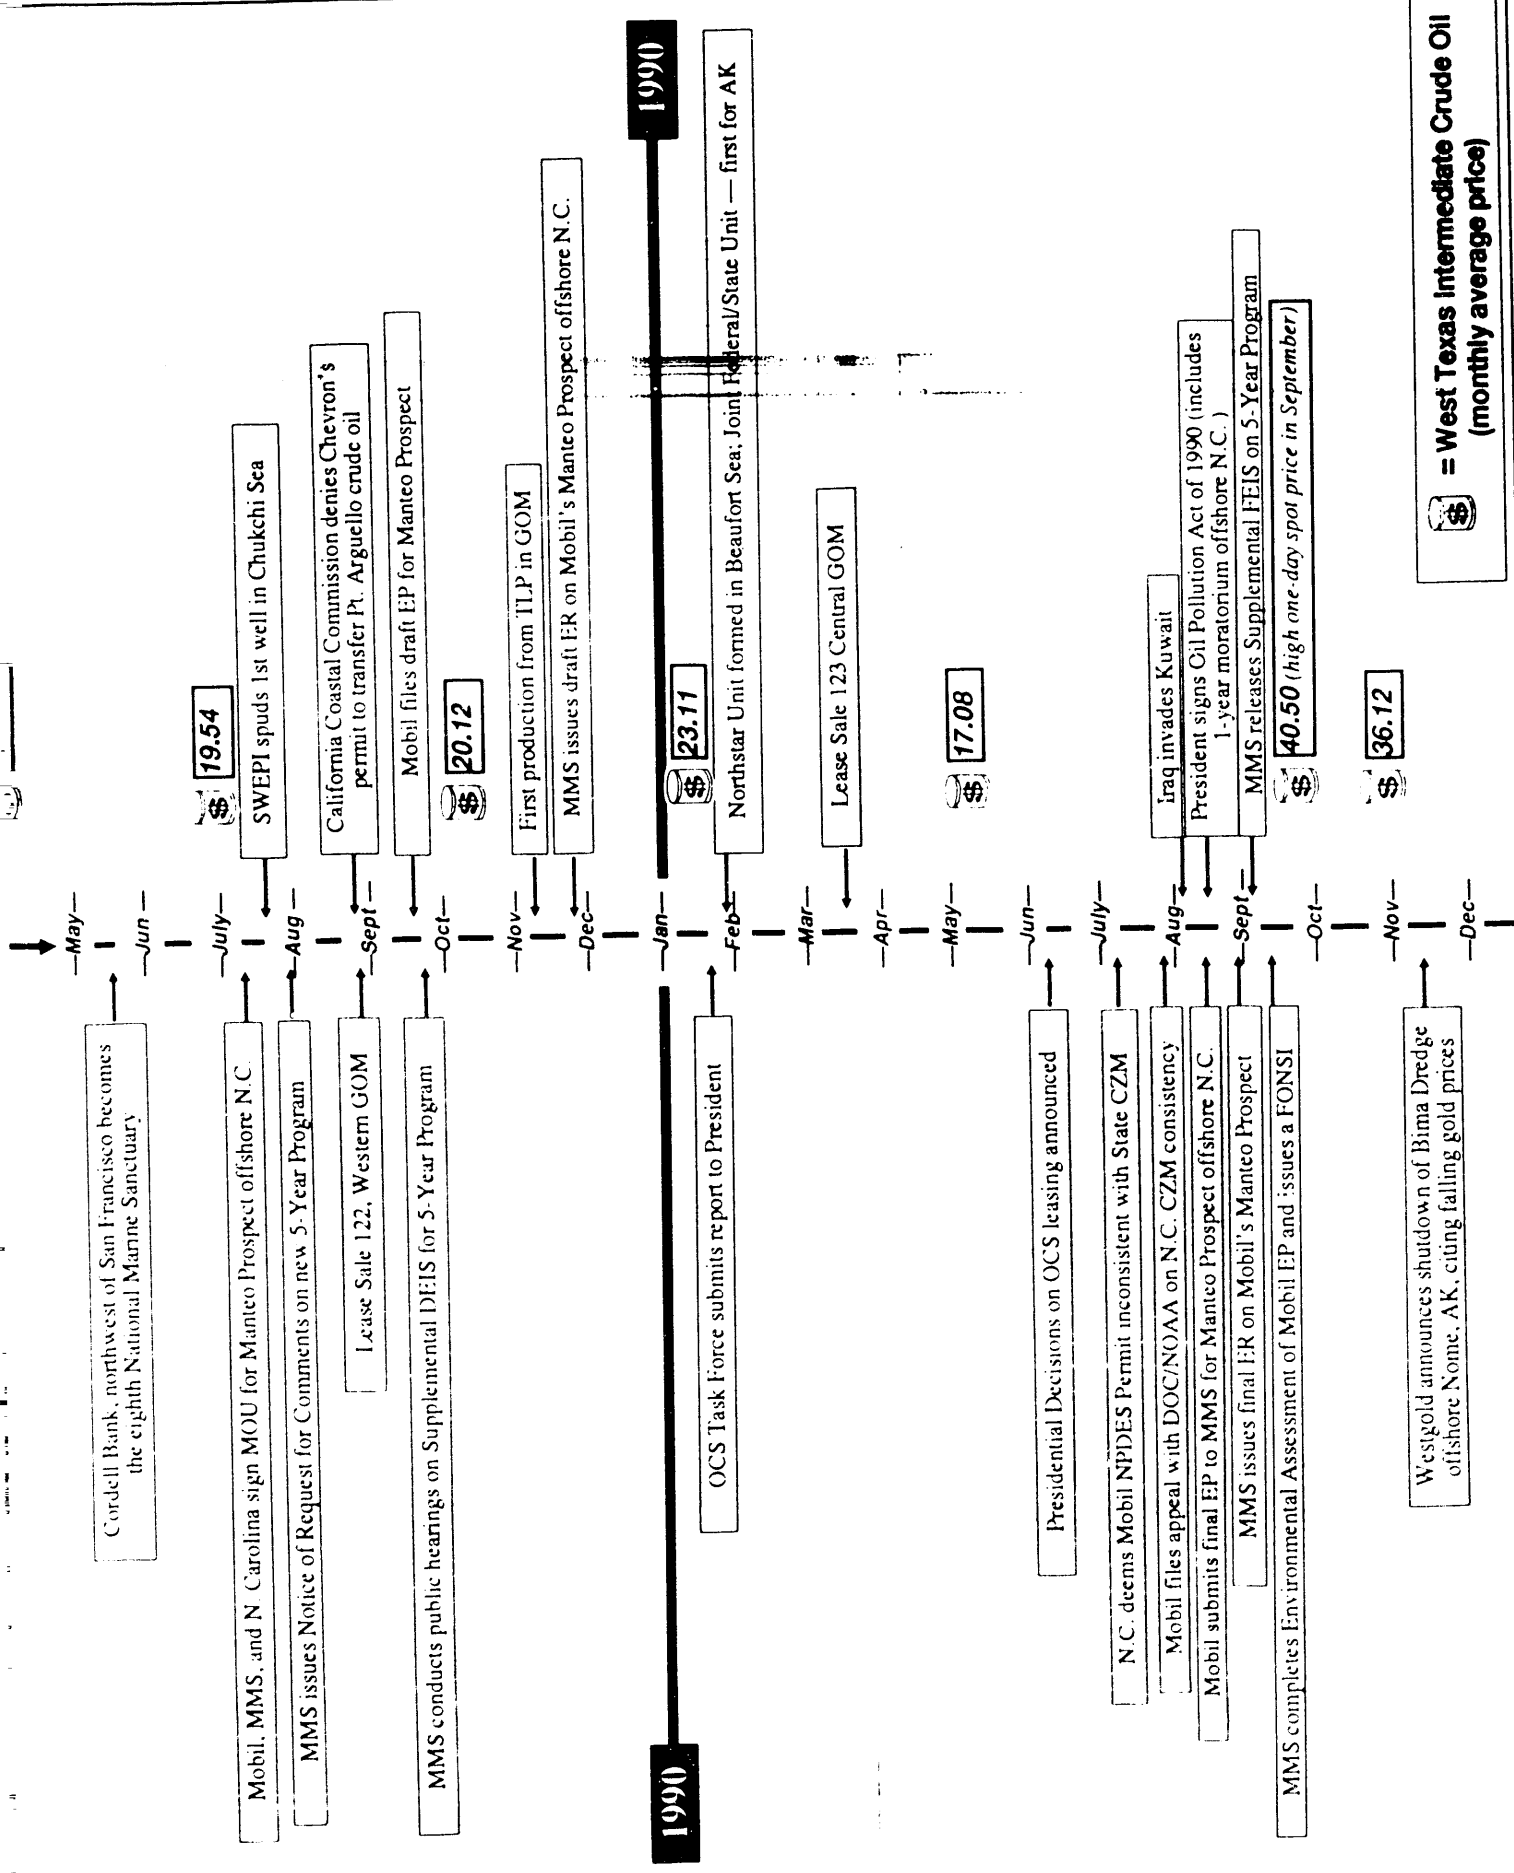 May
Jun
July
Aug
Sept
Oct
Nov
Dec
Jan
Feb
Mar
Apr
May
Jun
July
Aug
Sept
Oct
Nov
Dec
19.54
SWEPI spuds 1st well in Chukchi Sea
California Coastal Commission denies Chevron's
permit to transfer Pt. Arguello crude oil
Mobil files draft EP for Manteo Prospect
$ 20.12
First production from TLP in GOM
MMS issues draft ER on Mobil's Manteo Prospect offshore N.C.
1990
$ 23.11
Northstar Unit formed in Beaufort Sea; Joint Federal/State Unit — first for AK
Lease Sale 123 Central GOM
$ 17.08
Iraq invades Kuwait
President signs Oil Pollution Act of 1990 (includes
1-year moratorium offshore N.C.)
MMS releases Supplemental FEIS on 5-Year Program
$ 40.50 (high one-day spot price in September)
$ 36.12
$ = West Texas Intermediate Crude Oil
(monthly average price)
Cordell Bank, northwest of San Francisco becomes
the eighth National Marine Sanctuary
Mobil, MMS, and N. Carolina sign MOU for Manteo Prospect offshore N.C.
MMS issues Notice of Request for Comments on new 5-Year Program
Lease Sale 122, Western GOM
MMS conducts public hearings on Supplemental DEIS for 5-Year Program
1990
OCS Task Force submits report to President
Presidential Decisions on OCS leasing announced
N.C. deems Mobil NPDES Permit inconsistent with State CZM
Mobil files appeal with DOC/NOAA on N.C. CZM consistency
Mobil submits final EP to MMS for Manteo Prospect offshore N.C.
MMS issues final ER on Mobil's Manteo Prospect
MMS completes Environmental Assessment of Mobil EP and issues a FONSI
Westgold announces shutdown of Bima Dredge
offshore None, AK, citing falling gold prices